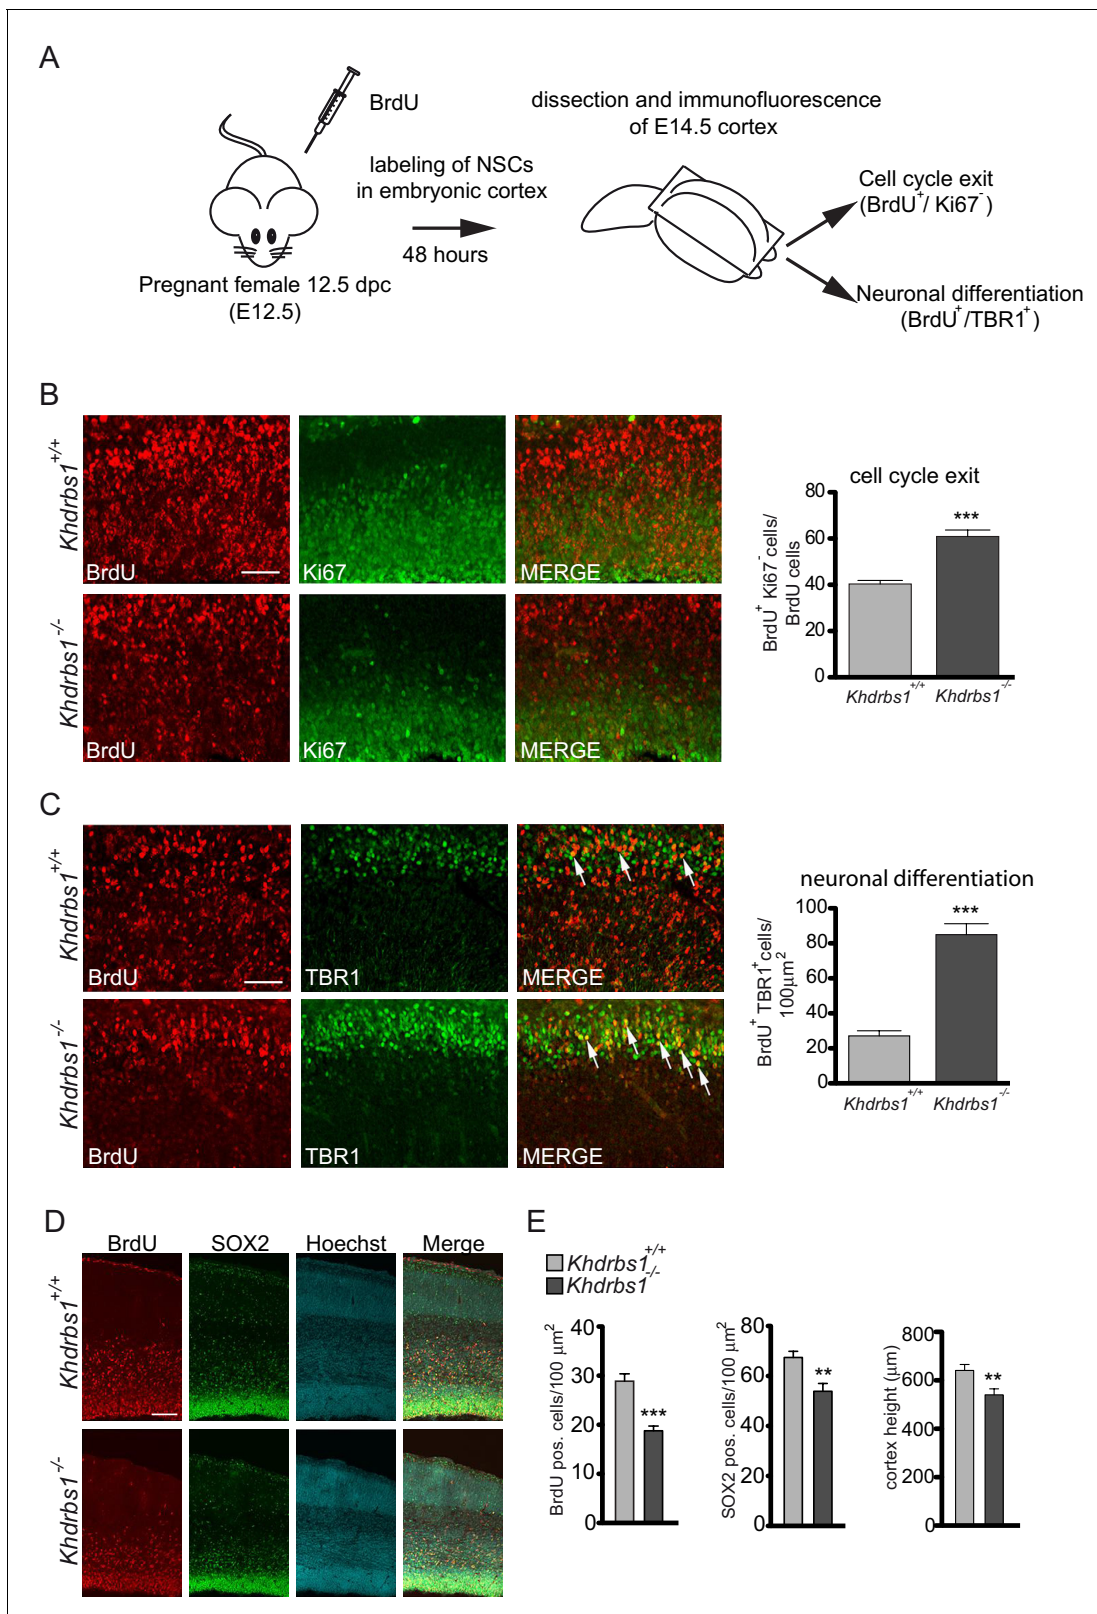 A
BrdU
dissection and immunofluorescence
of E14.5 cortex
labeling of NSCs
in embryonic cortex
48 hours
Pregnant female 12.5 dpc
(E12.5)
Cell cycle exit
(BrdU⁺/ Ki67⁻)
Neuronal differentiation
(BrdU⁺/TBR1⁺)
B
Khdrbs1⁺/⁺
BrdU
Ki67
MERGE
Khdrbs1⁻/⁻
BrdU
Ki67
MERGE
cell cycle exit
BrdU⁺ Ki67⁻ cells/
BrdU cells
80
60
40
20
0
***
Khdrbs1⁺/⁺
Khdrbs1⁻/⁻
C
Khdrbs1⁺/⁺
BrdU
TBR1
MERGE
Khdrbs1⁻/⁻
BrdU
TBR1
MERGE
neuronal differentiation
BrdU⁺ TBR1⁺cells/
100µm²
100
80
60
40
20
0
***
Khdrbs1⁺/⁺
Khdrbs1⁻/⁻
D
BrdU
SOX2
Hoechst
Merge
Khdrbs1⁺/⁺
Khdrbs1⁻/⁻
E
Khdrbs1⁺/⁺
Khdrbs1⁻/⁻
BrdU pos. cells/100 µm²
40
30
20
10
0
***
SOX2 pos. cells/100 µm²
80
60
40
20
0
**
cortex height (µm)
800
600
400
200
0
**